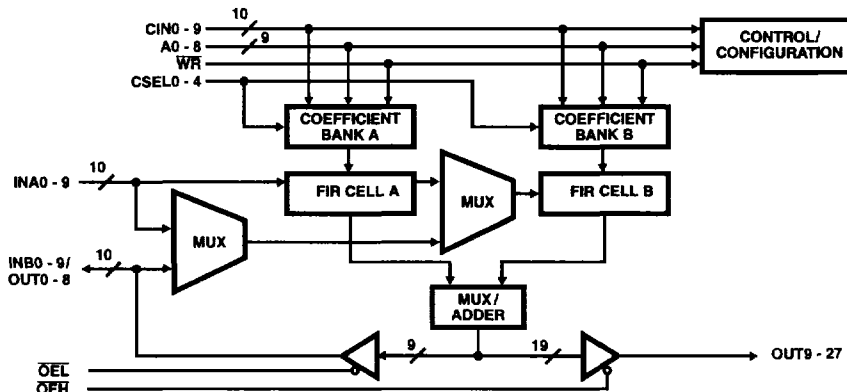 CIN0 - 9
10
A0 - 8
9
WR
CSEL0 - 4
CONTROL/
CONFIGURATION
COEFFICIENT
BANK A
COEFFICIENT
BANK B
INA0 - 9
10
FIR CELL A
MUX
FIR CELL B
MUX
INB0 - 9/
OUT0 - 8
10
MUX /
ADDER
9
19
OUT9 - 27
OEL
OEH